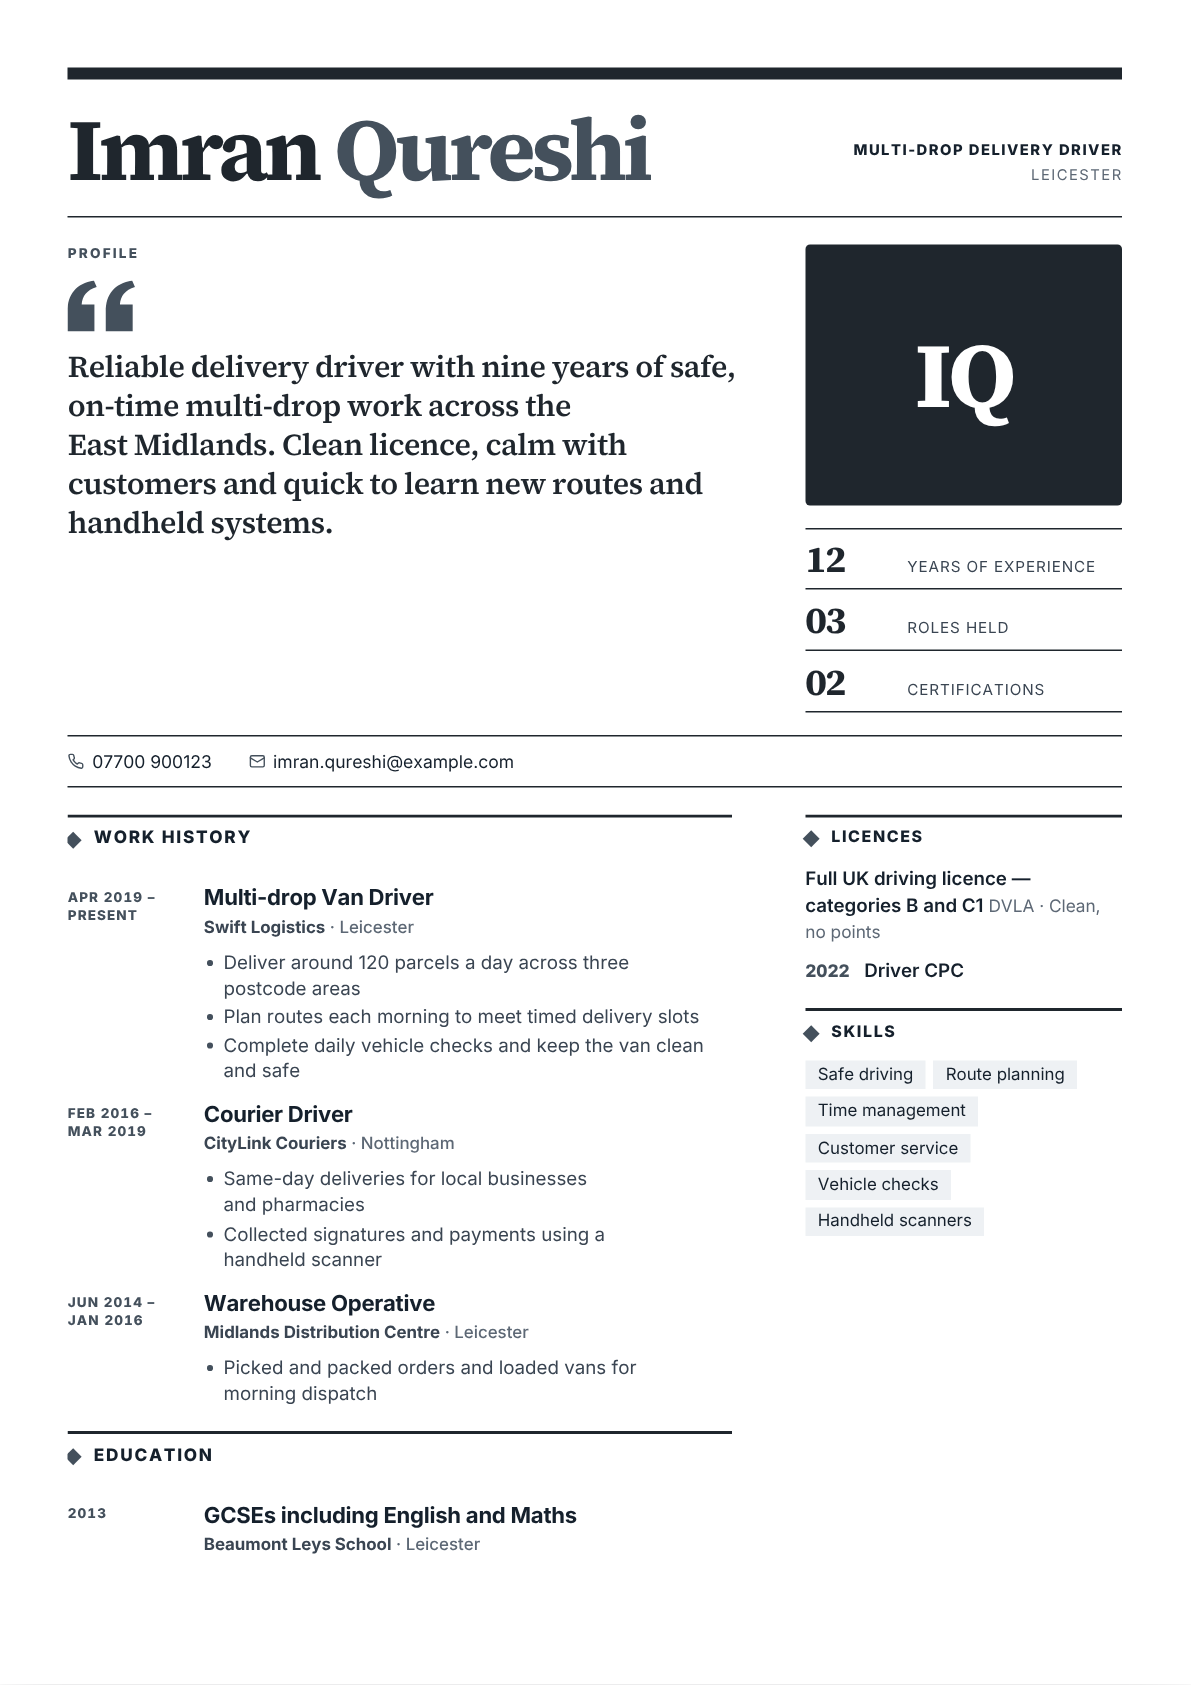 Imran Qureshi
MULTI-DROP DELIVERY DRIVER
LEICESTER
PROFILE
“
Reliable delivery driver with nine years of safe,
on-time multi-drop work across the
East Midlands. Clean licence, calm with
customers and quick to learn new routes and
handheld systems.
IQ
12 YEARS OF EXPERIENCE
03 ROLES HELD
02 CERTIFICATIONS
07700 900123 imran.qureshi@example.com
WORK HISTORY
APR 2019 –
PRESENT
Multi-drop Van Driver
Swift Logistics · Leicester
• Deliver around 120 parcels a day across three
postcode areas
• Plan routes each morning to meet timed delivery slots
• Complete daily vehicle checks and keep the van clean
and safe
FEB 2016 –
MAR 2019
Courier Driver
CityLink Couriers · Nottingham
• Same-day deliveries for local businesses
and pharmacies
• Collected signatures and payments using a
handheld scanner
JUN 2014 –
JAN 2016
Warehouse Operative
Midlands Distribution Centre · Leicester
• Picked and packed orders and loaded vans for
morning dispatch
EDUCATION
2013
GCSEs including English and Maths
Beaumont Leys School · Leicester
LICENCES
Full UK driving licence —
categories B and C1 DVLA · Clean,
no points
2022 Driver CPC
SKILLS
Safe driving Route planning
Time management
Customer service
Vehicle checks
Handheld scanners